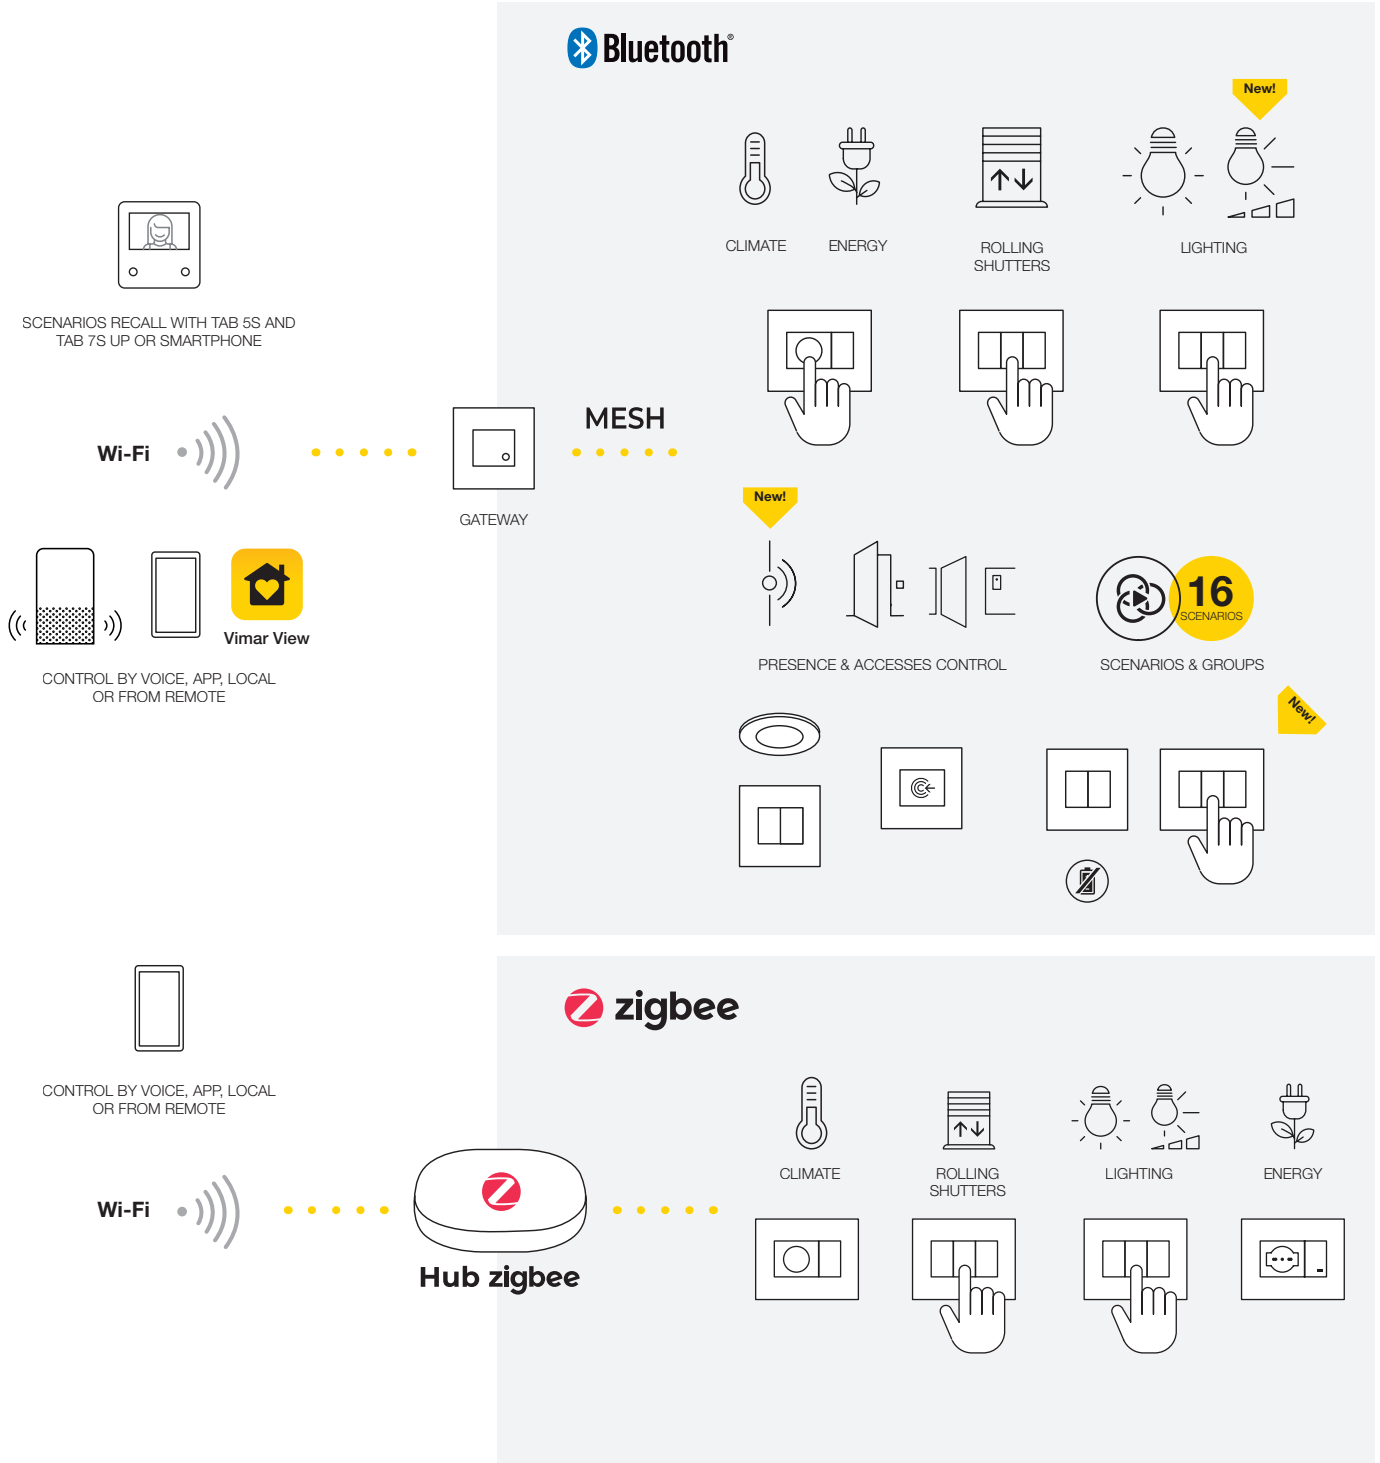 Bluetooth®
New!
CLIMATE
ENERGY
ROLLING
SHUTTERS
LIGHTING
SCENARIOS RECALL WITH TAB 5S AND
TAB 7S UP OR SMARTPHONE
Wi-Fi
GATEWAY
MESH
Vimar View
CONTROL BY VOICE, APP, LOCAL
OR FROM REMOTE
New!
PRESENCE & ACCESSES CONTROL
16
SCENARIOS
SCENARIOS & GROUPS
New!
zigbee
CONTROL BY VOICE, APP, LOCAL
OR FROM REMOTE
Wi-Fi
Hub zigbee
CLIMATE
ROLLING
SHUTTERS
LIGHTING
ENERGY